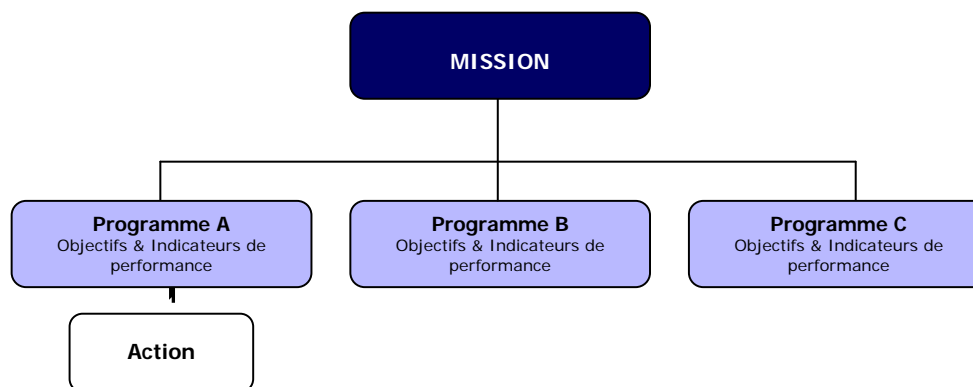 MISSION
Programme A
Objectifs & Indicateurs de
performance
Programme B
Objectifs & Indicateurs de
performance
Programme C
Objectifs & Indicateurs de
performance
Action